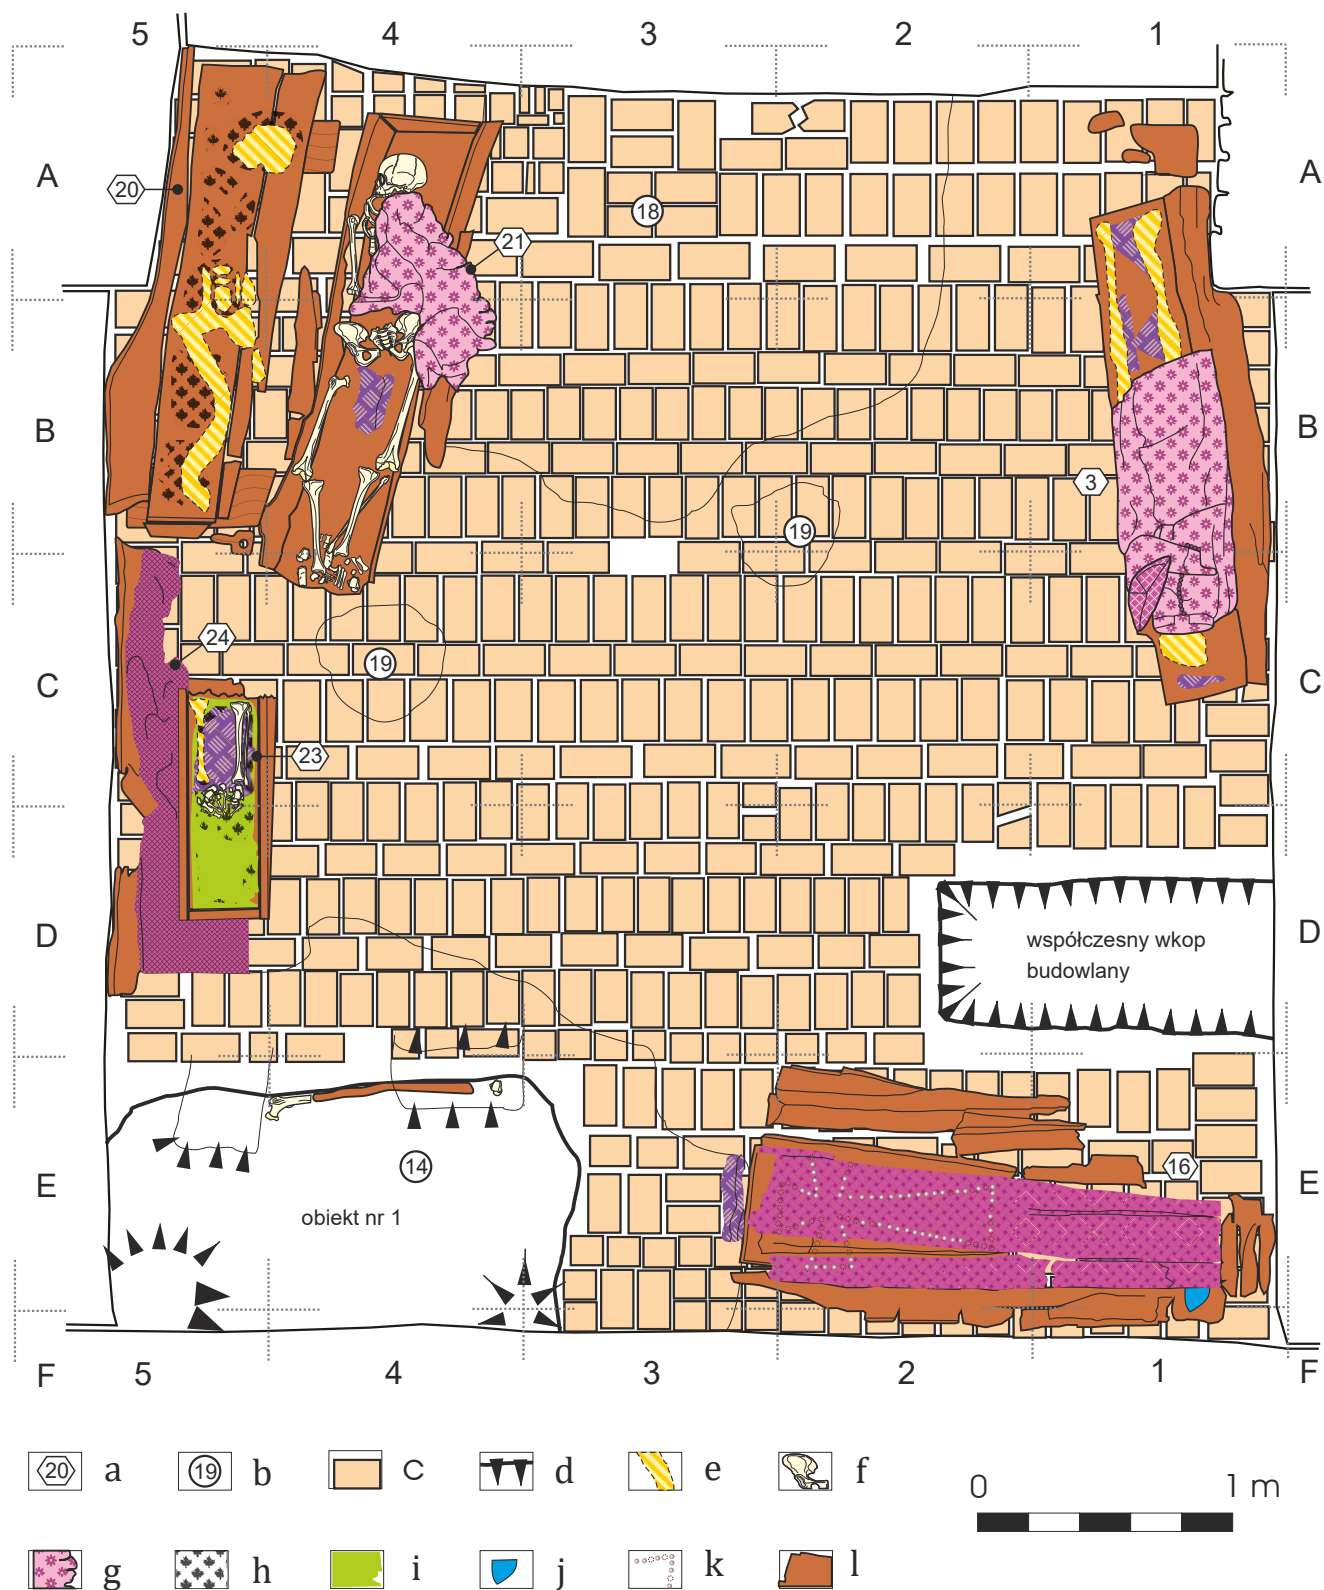 5 4 3 2 1
A 20 18 A
21
B 3 B
19
24
C 19 C
23
D współczesny wkop D
budowlany
14 16
E obiekt nr 1 E
F 5 4 3 2 1 F
20 a 19 b c d e f
0 1 m
g h i j k l